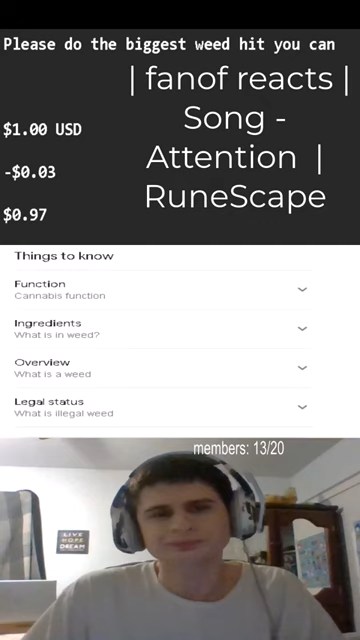 Please do the biggest weed hit you can
| fanof reacts |
Song -
Attention |
RuneScape
$1.00 USD
-$0.03
$0.97
Things to know
Function
Cannabis function
Ingredients
What is in weed?
Overview
What is a weed
Legal status
What is illegal weed
members: 13/20
LIVE
HOPE
DREAM